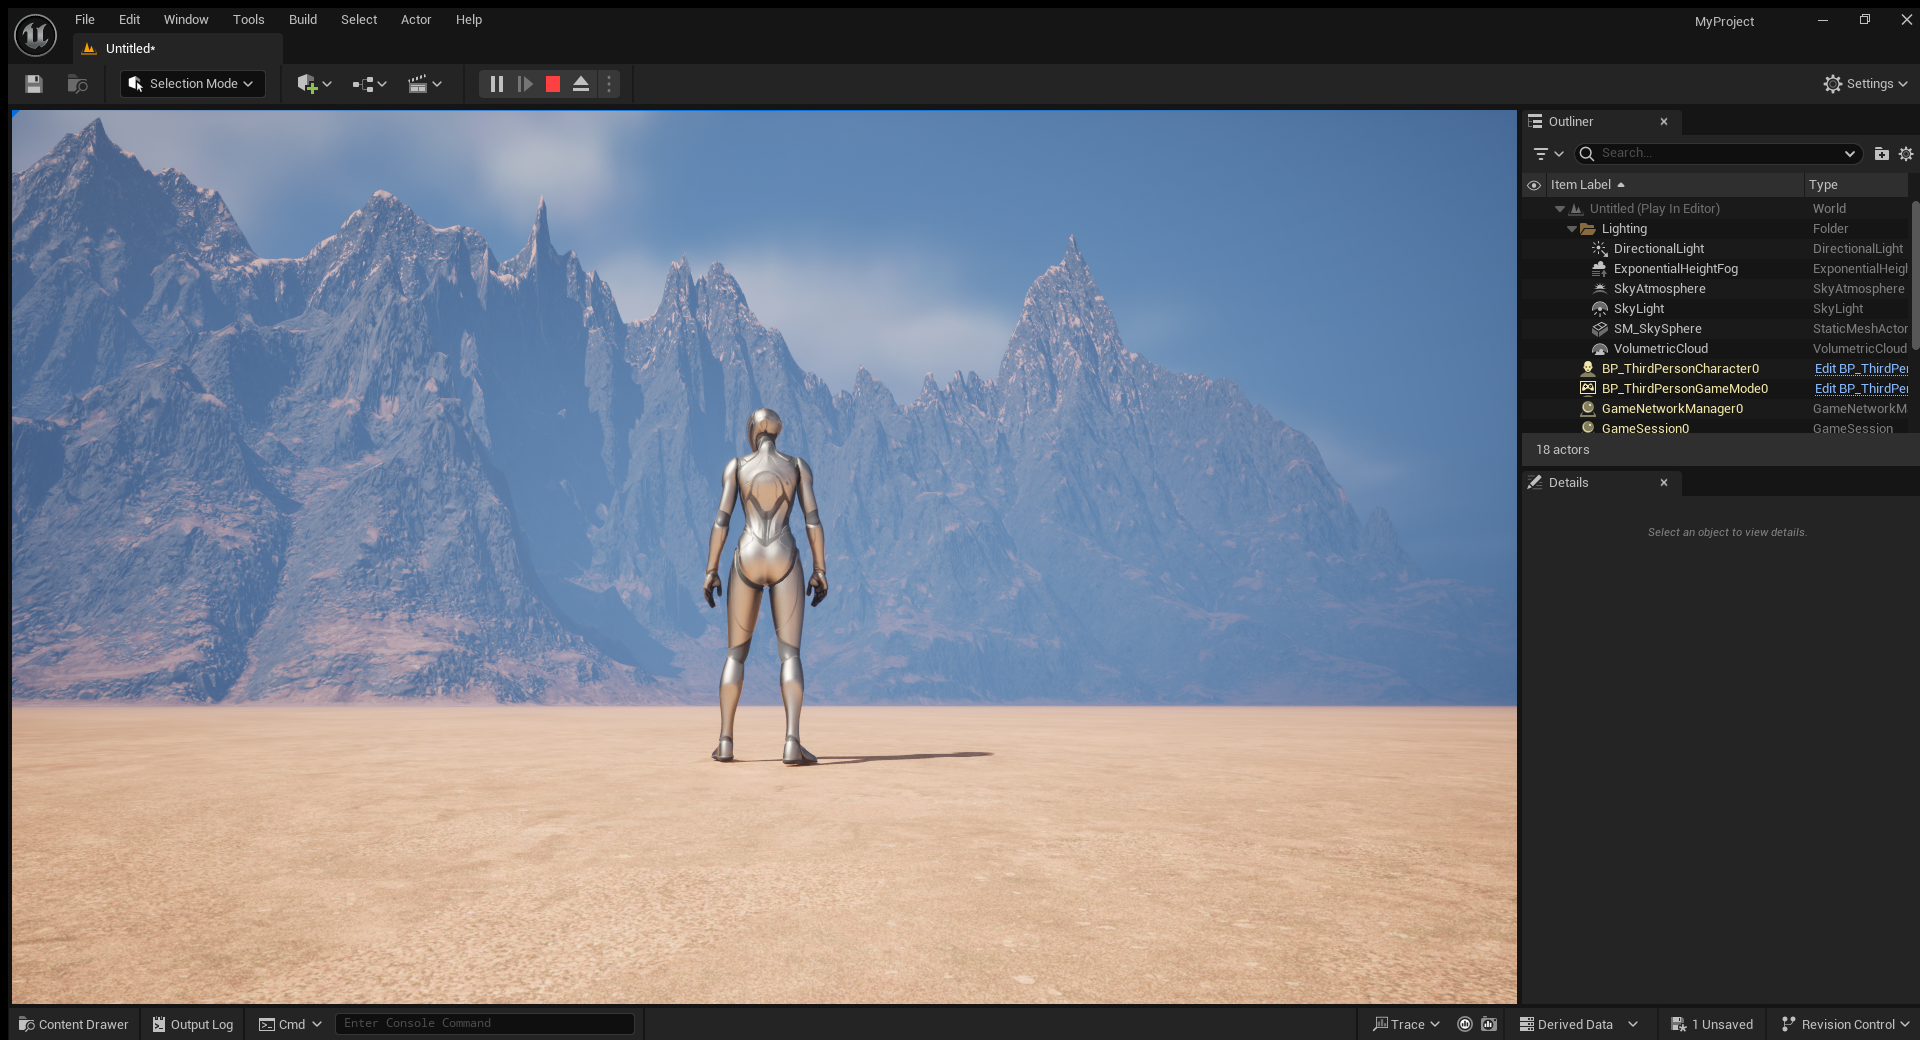 File Edit Window Tools Build Select Actor Help
MyProject
Untitled*
Selection Mode
Settings
Outliner
Search...
Item Label Type
Untitled (Play In Editor) World
Lighting Folder
DirectionalLight DirectionalLight
ExponentialHeightFog ExponentialHeigh
SkyAtmosphere SkyAtmosphere
SkyLight SkyLight
SM_SkySphere StaticMeshActor
VolumetricCloud VolumetricCloud
BP_ThirdPersonCharacter0 Edit BP_ThirdPer
BP_ThirdPersonGameMode0 Edit BP_ThirdPer
GameNetworkManager0 GameNetworkM
GameSession0 GameSession
18 actors
Details
Select an object to view details.
Content Drawer Output Log Cmd Enter Console Command Trace Derived Data 1 Unsaved Revision Control